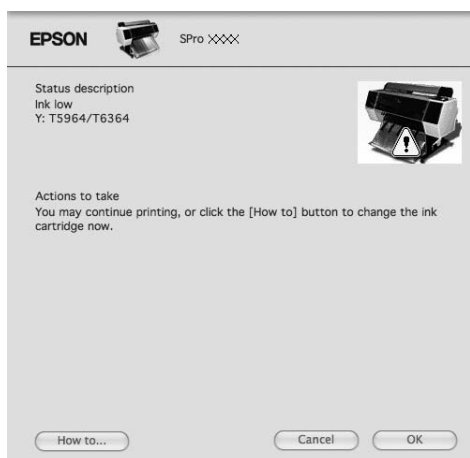 EPSON SPro XXXX
Status description
Ink low
Y: T5964/T6364
Actions to take
You may continue printing, or click the [How to] button to change the ink
cartridge now.
How to... Cancel OK